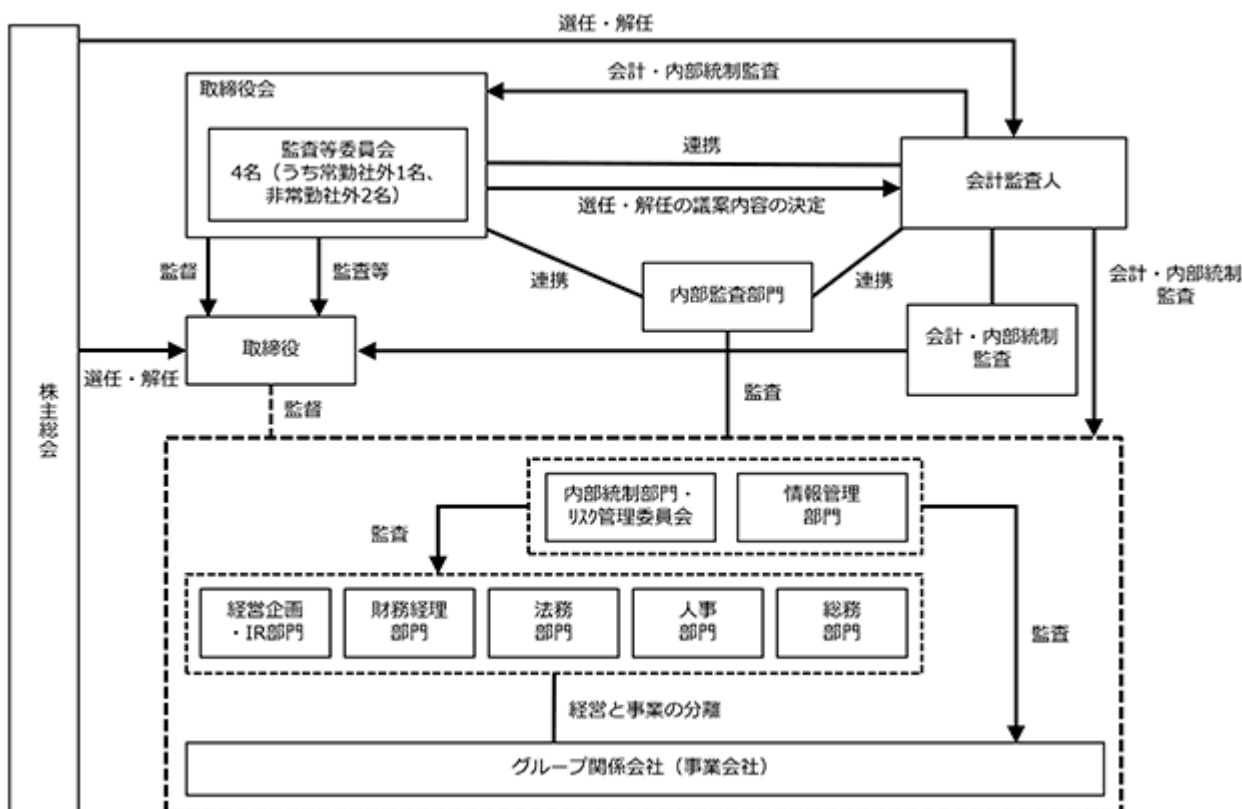 選任・解任
会計・内部統制監査
取締役会
監査等委員会
4名（うち常勤社外1名、
非常勤社外2名）
連携
会計監査人
選任・解任の議案内容の決定
監督
監査等
連携
内部監査部門
連携
会計・内部統制
監査
取締役
会計・内部統制
監査
選任・解任
監督
監査
株主総会
内部統制部門・
リスク管理委員会
情報管理
部門
監査
経営企画
・IR部門
財務経理
部門
法務
部門
人事
部門
総務
部門
監査
経営と事業の分離
グループ関係会社（事業会社）